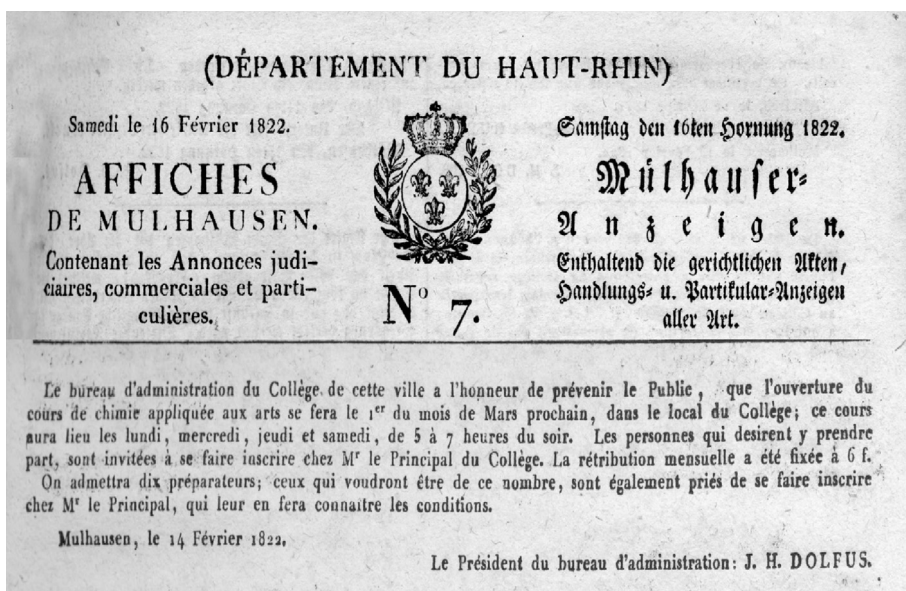 (DÉPARTEMENT DU HAUT-RHIN)
Samedi le 16 Février 1822.
AFFICHES
DE MULHAUSEN.
Contenant les Annonces judi-
ciaires, commerciales et parti-
culières.
N° 7.
Samſtag den 16ten Hornung 1822.
Mülhauſer-
Anzeigen.
Enthaltend die gerichtlichen Akten,
Handlungs- u. Partikular-Anzeigen
aller Art.
Le bureau d'administration du Collège de cette ville a l'honneur de prévenir le Public, que l'ouverture du
cours de chimie appliquée aux arts se fera le 1er du mois de Mars prochain, dans le local du Collège; ce cours
aura lieu les lundi, mercredi, jeudi et samedi, de 5 à 7 heures du soir. Les personnes qui desirent y prendre
part, sont invitées à se faire inscrire chez Mr le Principal du Collège. La rétribution mensuelle a été fixée à 6 f.
On admettra dix préparateurs; ceux qui voudront être de ce nombre, sont également priés de se faire inscrire
chez Mr le Principal, qui leur en fera connaitre les conditions.
Mulhausen, le 14 Février 1822.
Le Président du bureau d'administration: J. H. DOLFUS.